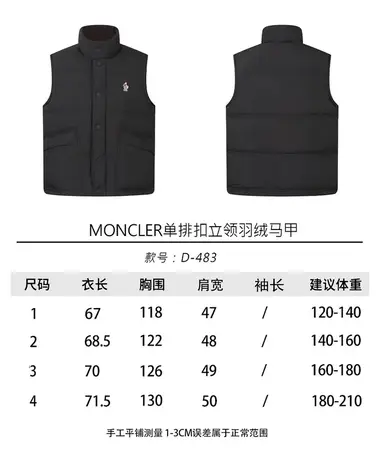 MONCLER单排扣立领羽绒马甲
款号：D-483
尺码 衣长 胸围 肩宽 袖长 建议体重
1 67 118 47 / 120-140
2 68.5 122 48 / 140-160
3 70 126 49 / 160-180
4 71.5 130 50 / 180-210
手工平铺测量 1-3CM误差属于正常范围